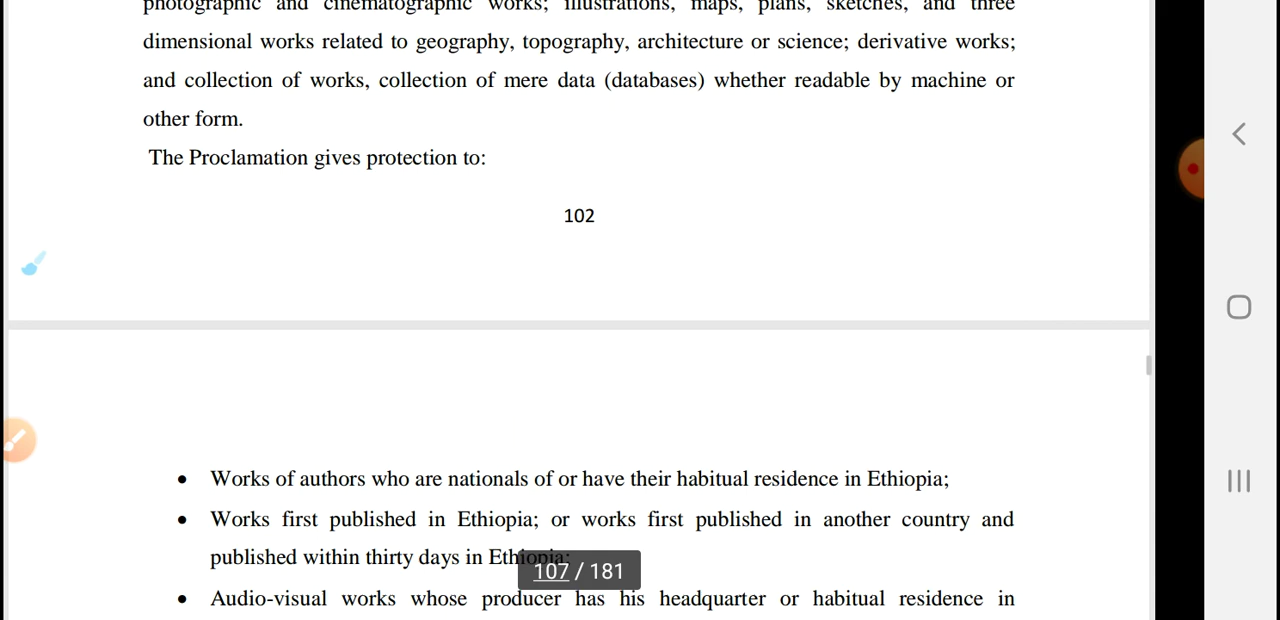 photographic and cinematographic works; illustrations, maps, plans, sketches, and three
dimensional works related to geography, topography, architecture or science; derivative works;
and collection of works, collection of mere data (databases) whether readable by machine or
other form.
The Proclamation gives protection to:
102
• Works of authors who are nationals of or have their habitual residence in Ethiopia;
• Works first published in Ethiopia; or works first published in another country and
published within thirty days in Ethiopia;
107 / 181
• Audio-visual works whose producer has his headquarter or habitual residence in